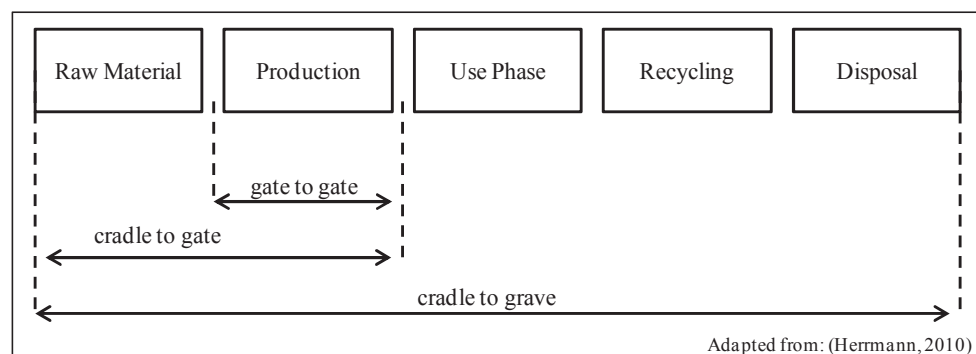 Raw Material Production Use Phase Recycling Disposal
gate to gate
cradle to gate
cradle to grave
Adapted from: (Herrmann, 2010)